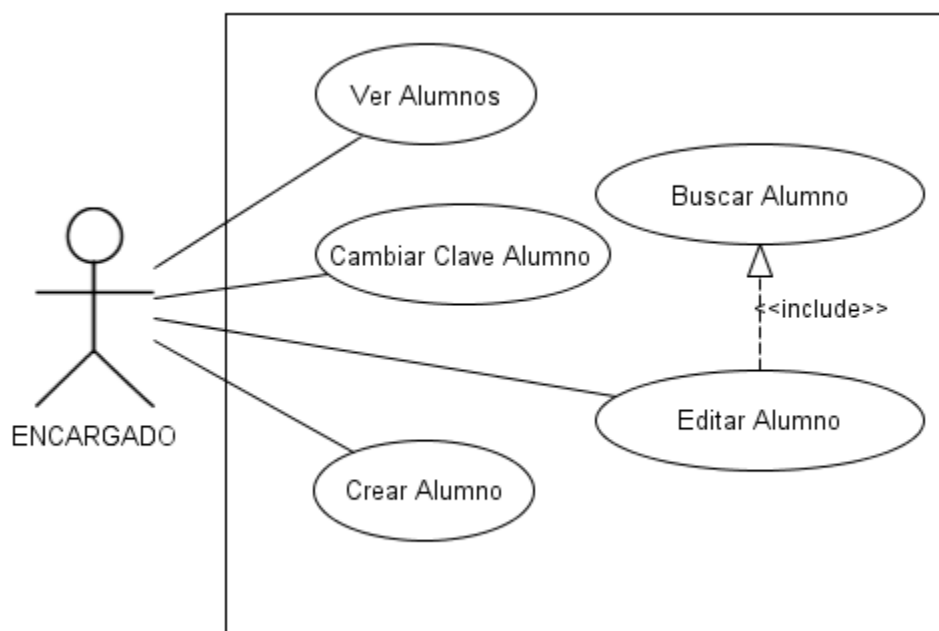 Ver Alumnos
Buscar Alumno
Cambiar Clave Alumno
<<include>>
Editar Alumno
ENCARGADO
Crear Alumno